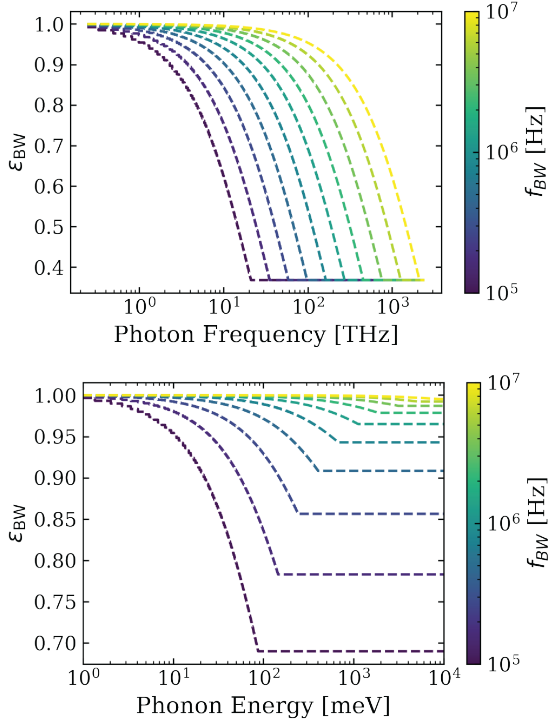 1.0
0.9
0.8
0.7
0.6
0.5
0.4
ε_BW
10^0 10^1 10^2 10^3
Photon Frequency [THz]
10^7
10^6
10^5
f_BW [Hz]
1.00
0.95
0.90
0.85
0.80
0.75
0.70
ε_BW
10^0 10^1 10^2 10^3 10^4
Phonon Energy [meV]
10^7
10^6
10^5
f_BW [Hz]